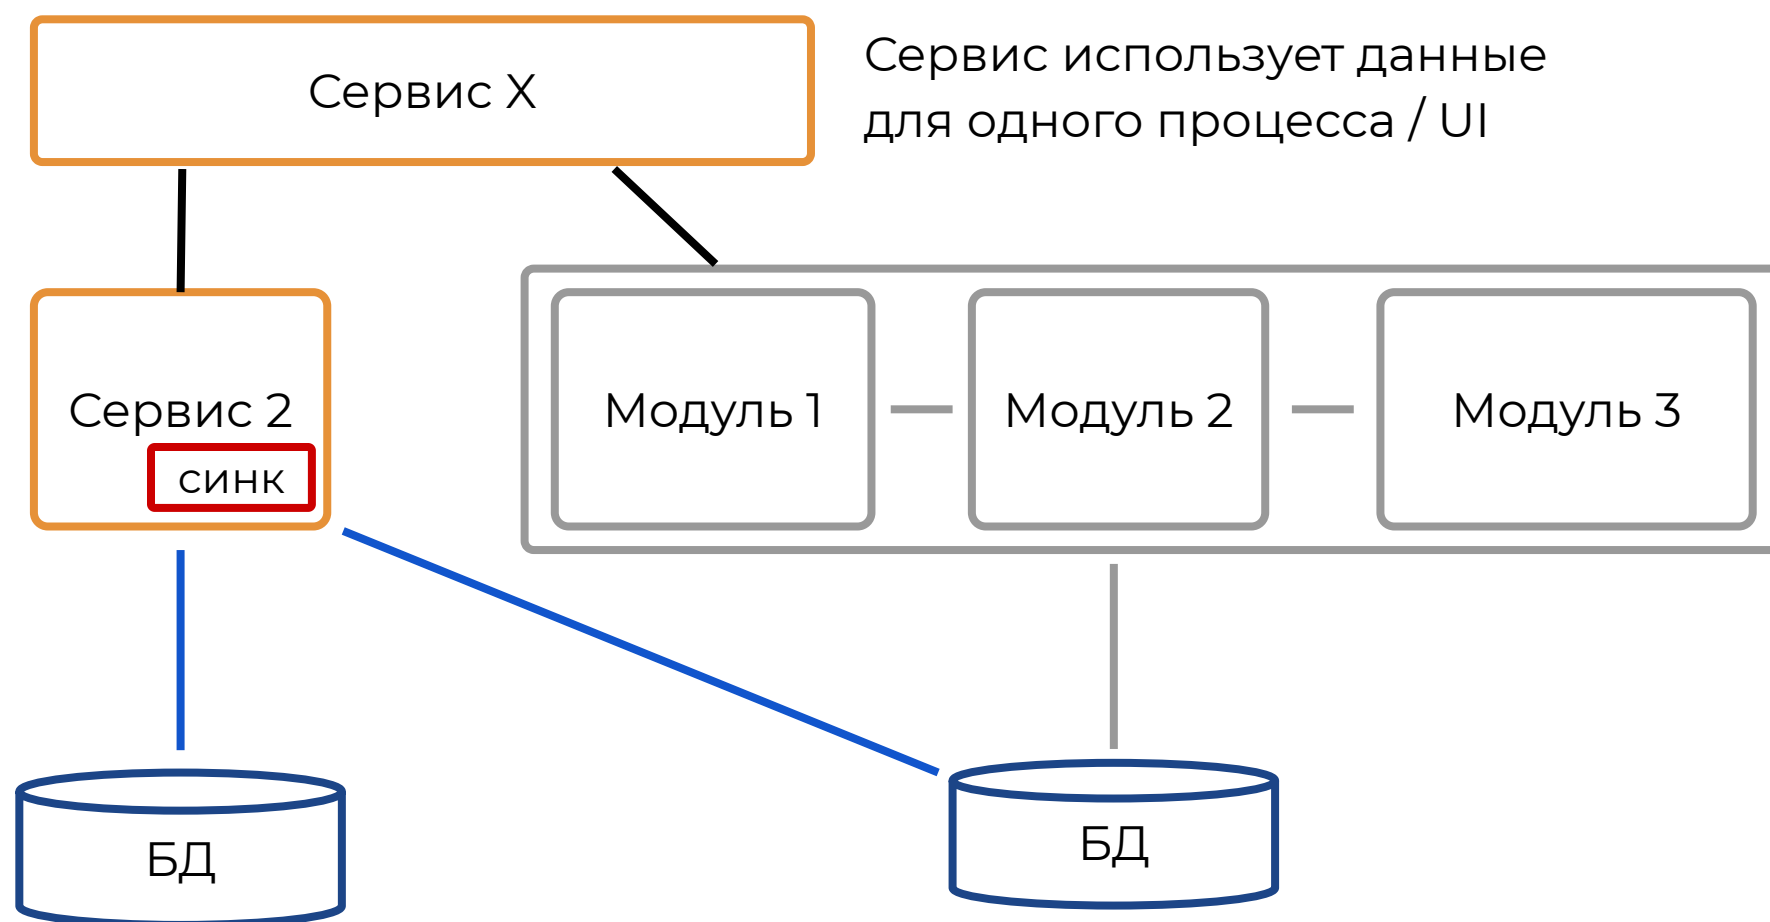 Сервис X
Сервис использует данные
для одного процесса / UI
Сервис 2
синк
Модуль 1
Модуль 2
Модуль 3
БД
БД